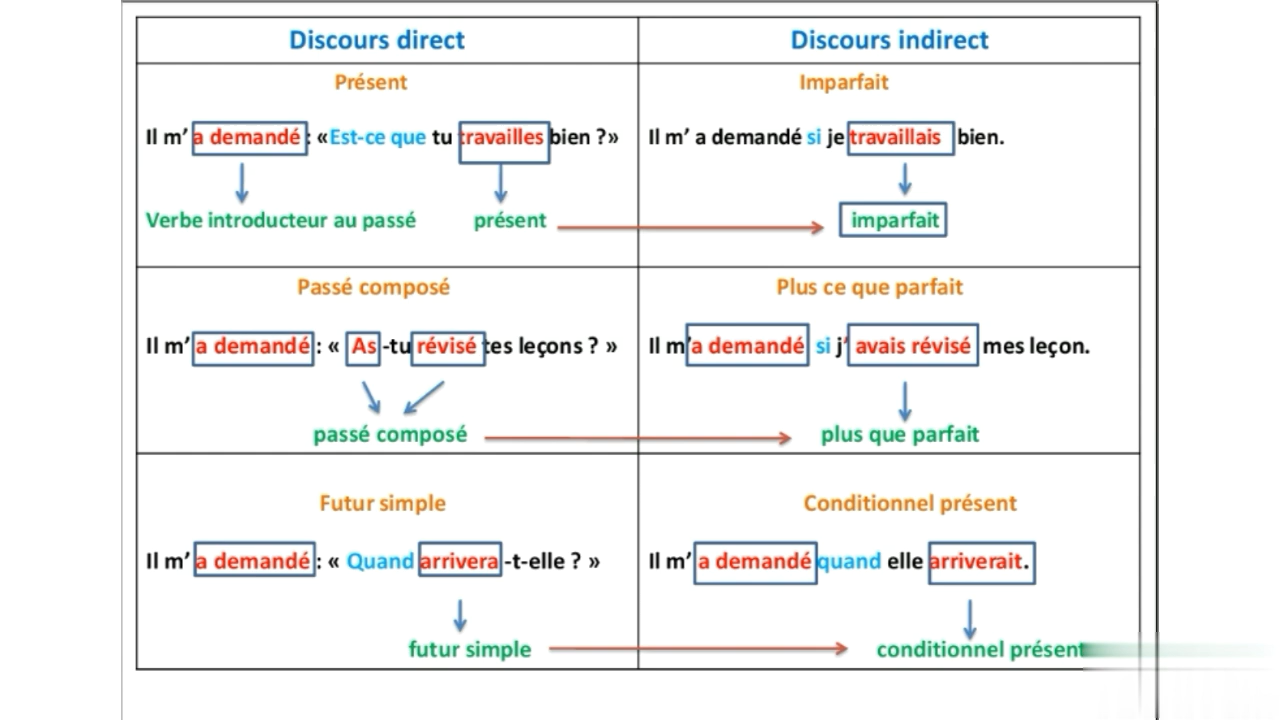 Discours direct
Discours indirect
Présent
Imparfait
Il m' a demandé : «Est-ce que tu travailles bien ?»
Il m' a demandé si je travaillais bien.
Verbe introducteur au passé
présent
imparfait
Passé composé
Plus ce que parfait
Il m' a demandé : « As -tu révisé tes leçons ? »
Il m'a demandé si j' avais révisé mes leçon.
passé composé
plus que parfait
Futur simple
Conditionnel présent
Il m' a demandé : « Quand arrivera -t-elle ? »
Il m' a demandé quand elle arriverait.
futur simple
conditionnel présent